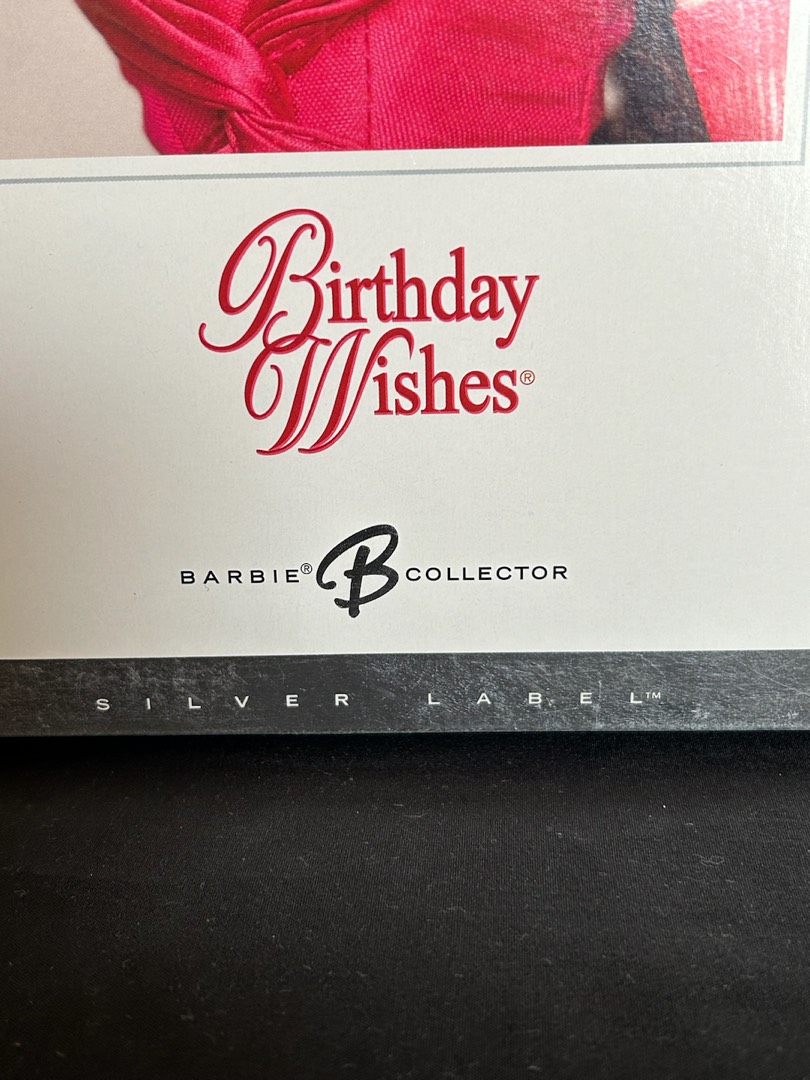 Birthday
Wishes®
BARBIE® B COLLECTOR
SILVER LABEL™